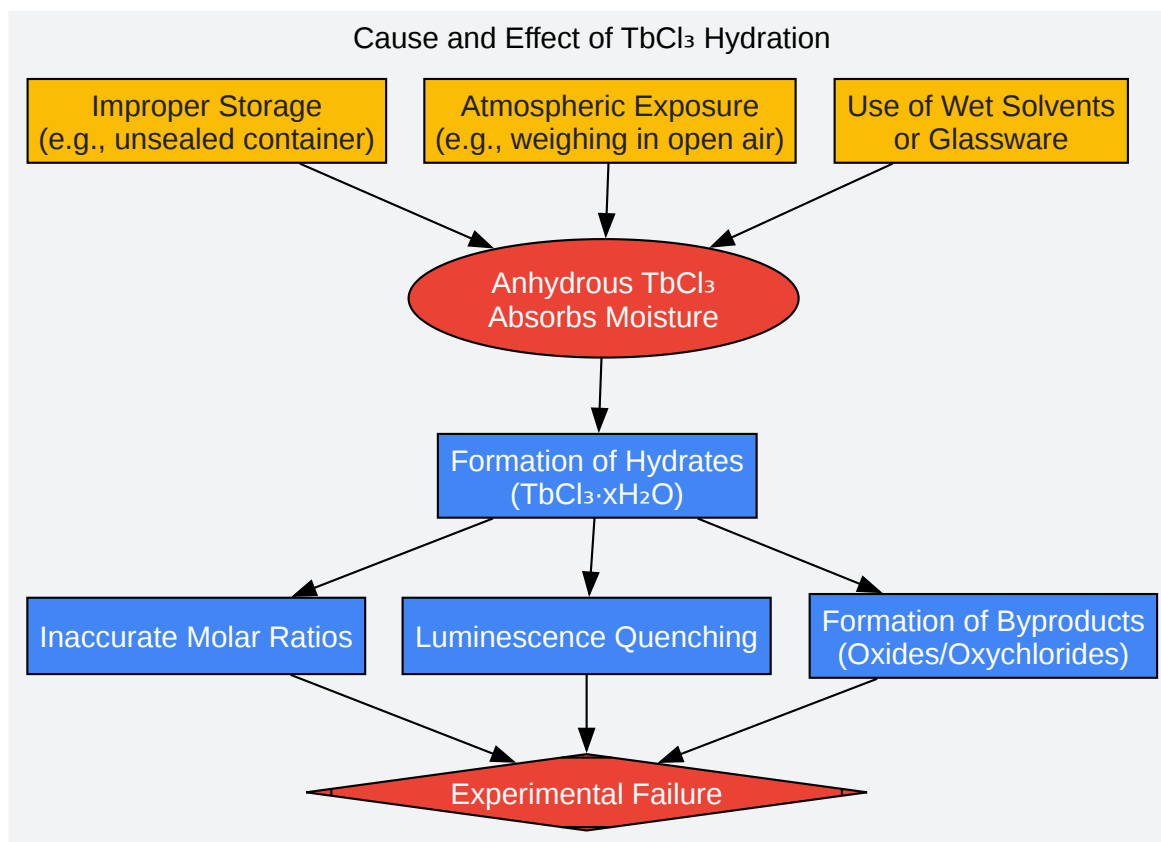 Cause and Effect of TbCl₃ Hydration
Improper Storage
(e.g., unsealed container)
Atmospheric Exposure
(e.g., weighing in open air)
Use of Wet Solvents
or Glassware
Anhydrous TbCl₃
Absorbs Moisture
Formation of Hydrates
(TbCl₃·xH₂O)
Inaccurate Molar Ratios
Luminescence Quenching
Formation of Byproducts
(Oxides/Oxychlorides)
Experimental Failure